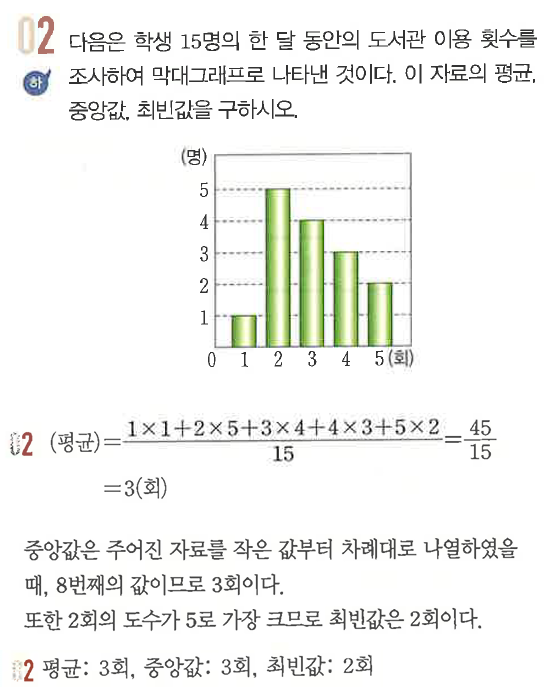 02 다음은 학생 15명의 한 달 동안의 도서관 이용 횟수를
하 조사하여 막대그래프로 나타낸 것이다. 이 자료의 평균,
중앙값, 최빈값을 구하시오.
(명)
5
4
3
2
1
0 1 2 3 4 5 (회)
02 (평균)=(1×1+2×5+3×4+4×3+5×2)/15=45/15
=3(회)
중앙값은 주어진 자료를 작은 값부터 차례대로 나열하였을
때, 8번째의 값이므로 3회이다.
또한 2회의 도수가 5로 가장 크므로 최빈값은 2회이다.
02 평균: 3회, 중앙값: 3회, 최빈값: 2회